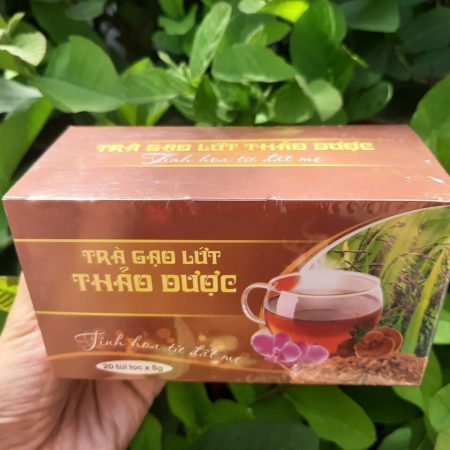 TRÀ GẠO LỨT THẢO DƯỢC
Tinh hoa từ đất mẹ
TRÀ GẠO LỨT
THẢO DƯỢC
Tinh hoa từ đất mẹ
20 túi lọc x 5g